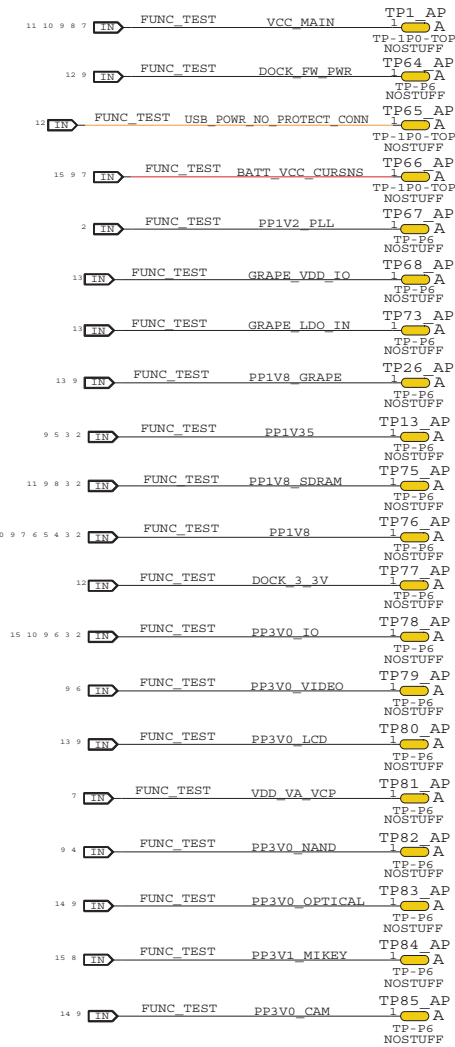 TP1_AP
11 10 9 8 7 IN FUNC_TEST VCC_MAIN 1 A
TP-1P0-TOP
NOSTUFF
TP64_AP
12 9 IN FUNC_TEST DOCK_FW_PWR 1 A
TP-P6
NOSTUFF
TP65_AP
12 IN FUNC_TEST USB_POWR_NO_PROTECT_CONN 1 A
TP-1P0-TOP
NOSTUFF
TP66_AP
15 9 7 IN FUNC_TEST BATT_VCC_CURSNS 1 A
TP-1P0-TOP
NOSTUFF
TP67_AP
2 IN FUNC_TEST PP1V2_PLL 1 A
TP-P6
NOSTUFF
TP68_AP
13 IN FUNC_TEST GRAPE_VDD_IO 1 A
TP-P6
NOSTUFF
TP73_AP
13 IN FUNC_TEST GRAPE_LDO_IN 1 A
TP-P6
NOSTUFF
TP26_AP
13 9 IN FUNC_TEST PP1V8_GRAPE 1 A
TP-P6
NOSTUFF
TP13_AP
9 5 3 2 IN FUNC_TEST PP1V35 1 A
TP-P6
NOSTUFF
TP75_AP
11 9 8 3 2 IN FUNC_TEST PP1V8_SDRAM 1 A
TP-P6
NOSTUFF
TP76_AP
9 7 6 5 4 3 2 IN FUNC_TEST PP1V8 1 A
TP-P6
NOSTUFF
TP77_AP
12 IN FUNC_TEST DOCK_3_3V 1 A
TP-P6
NOSTUFF
TP78_AP
15 10 9 6 3 2 IN FUNC_TEST PP3V0_IO 1 A
TP-P6
NOSTUFF
TP79_AP
9 6 IN FUNC_TEST PP3V0_VIDEO 1 A
TP-P6
NOSTUFF
TP80_AP
13 9 IN FUNC_TEST PP3V0_LCD 1 A
TP-P6
NOSTUFF
TP81_AP
7 IN FUNC_TEST VDD_VA_VCP 1 A
TP-P6
NOSTUFF
TP82_AP
9 4 IN FUNC_TEST PP3V0_NAND 1 A
TP-P6
NOSTUFF
TP83_AP
14 9 IN FUNC_TEST PP3V0_OPTICAL 1 A
TP-P6
NOSTUFF
TP84_AP
15 8 IN FUNC_TEST PP3V1_MIKEY 1 A
TP-P6
NOSTUFF
TP85_AP
14 9 IN FUNC_TEST PP3V0_CAM 1 A
TP-P6
NOSTUFF